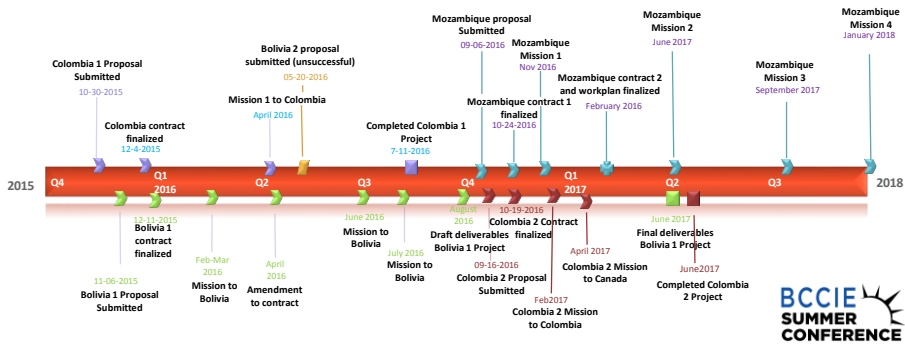 Colombia 1 Proposal
Submitted
10-30-2015
Colombia contract
finalized
12-4-2015
Mission 1 to Colombia
April 2016
Bolivia 2 proposal
submitted (unsuccessful)
05-20-2016
Completed Colombia 1
Project
7-11-2016
Mozambique proposal
Submitted
09-06-2016
Mozambique contract 1
finalized
10-24-2016
Mozambique
Mission 1
Nov 2016
Mozambique contract 2
and workplan finalized
February 2016
Mozambique
Mission 2
June 2017
Mozambique
Mission 3
September 2017
Mozambique
Mission 4
January 2018
2015
Q4
Q1
2016
Q2
Q3
Q4
Q1
2017
Q2
Q3
2018
11-06-2015
Bolivia 1 Proposal
Submitted
12-11-2015
Bolivia 1
contract
finalized
Feb-Mar
2016
Mission to
Bolivia
April
2016
Amendment
to contract
June 2016
Mission to
Bolivia
July 2016
Mission to
Bolivia
August
2016
Draft deliverables
Bolivia 1 Project
09-16-2016
Colombia 2 Proposal
Submitted
10-19-2016
Colombia 2 Contract
finalized
Feb2017
Colombia 2 Mission
to Colombia
April 2017
Colombia 2 Mission
to Canada
June 2017
Final deliverables
Bolivia 1 Project
June2017
Completed Colombia
2 Project
BCCIE
SUMMER
CONFERENCE